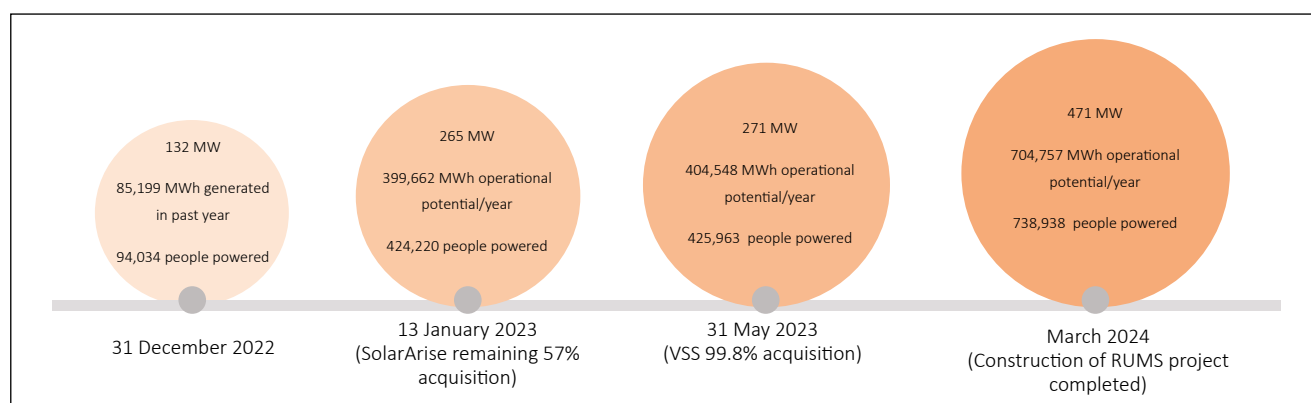 132 MW
85,199 MWh generated
in past year
94,034 people powered
31 December 2022
265 MW
399,662 MWh operational
potential/year
424,220 people powered
13 January 2023
(SolarArise remaining 57%
acquisition)
271 MW
404,548 MWh operational
potential/year
425,963 people powered
31 May 2023
(VSS 99.8% acquisition)
471 MW
704,757 MWh operational
potential/year
738,938 people powered
March 2024
(Construction of RUMS project
completed)